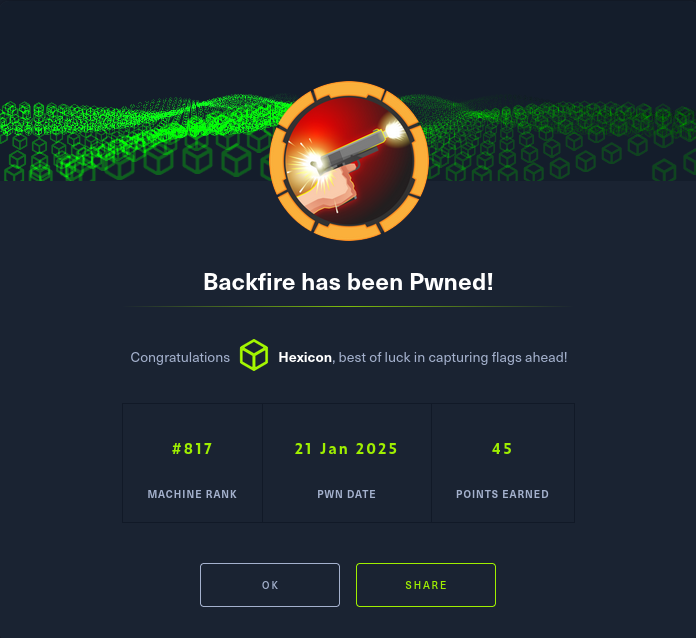 Backfire has been Pwned!
Congratulations Hexicon, best of luck in capturing flags ahead!
#817 21 Jan 2025 45
MACHINE RANK PWN DATE POINTS EARNED
OK SHARE